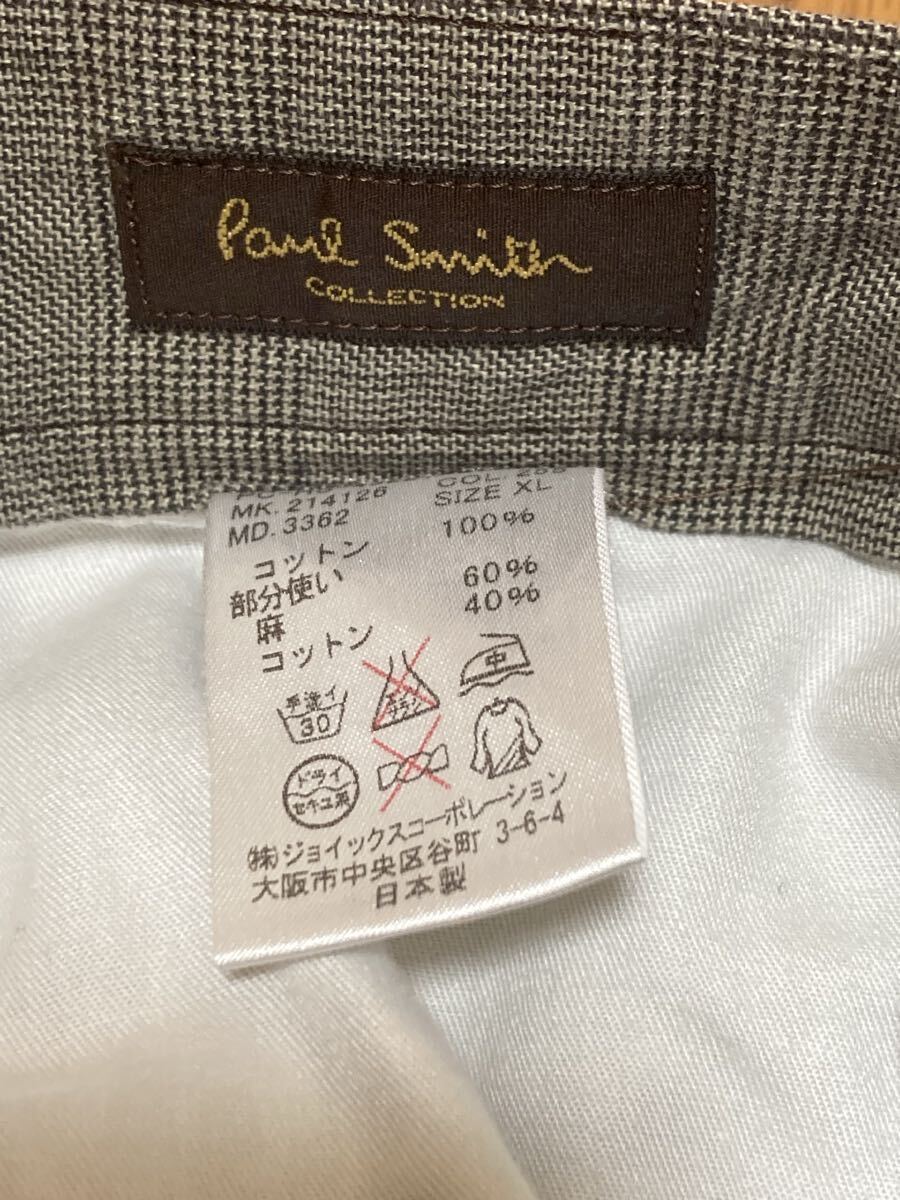 Paul Smith
COLLECTION
MK. 214126 SIZE XL
MD. 3362 100%
コットン
部分使い 60%
麻 40%
コットン
手洗イ
30
中
ドライ
セキユ系
㈱ジョイックスコーポレーション
大阪市中央区谷町 3-6-4
日本製